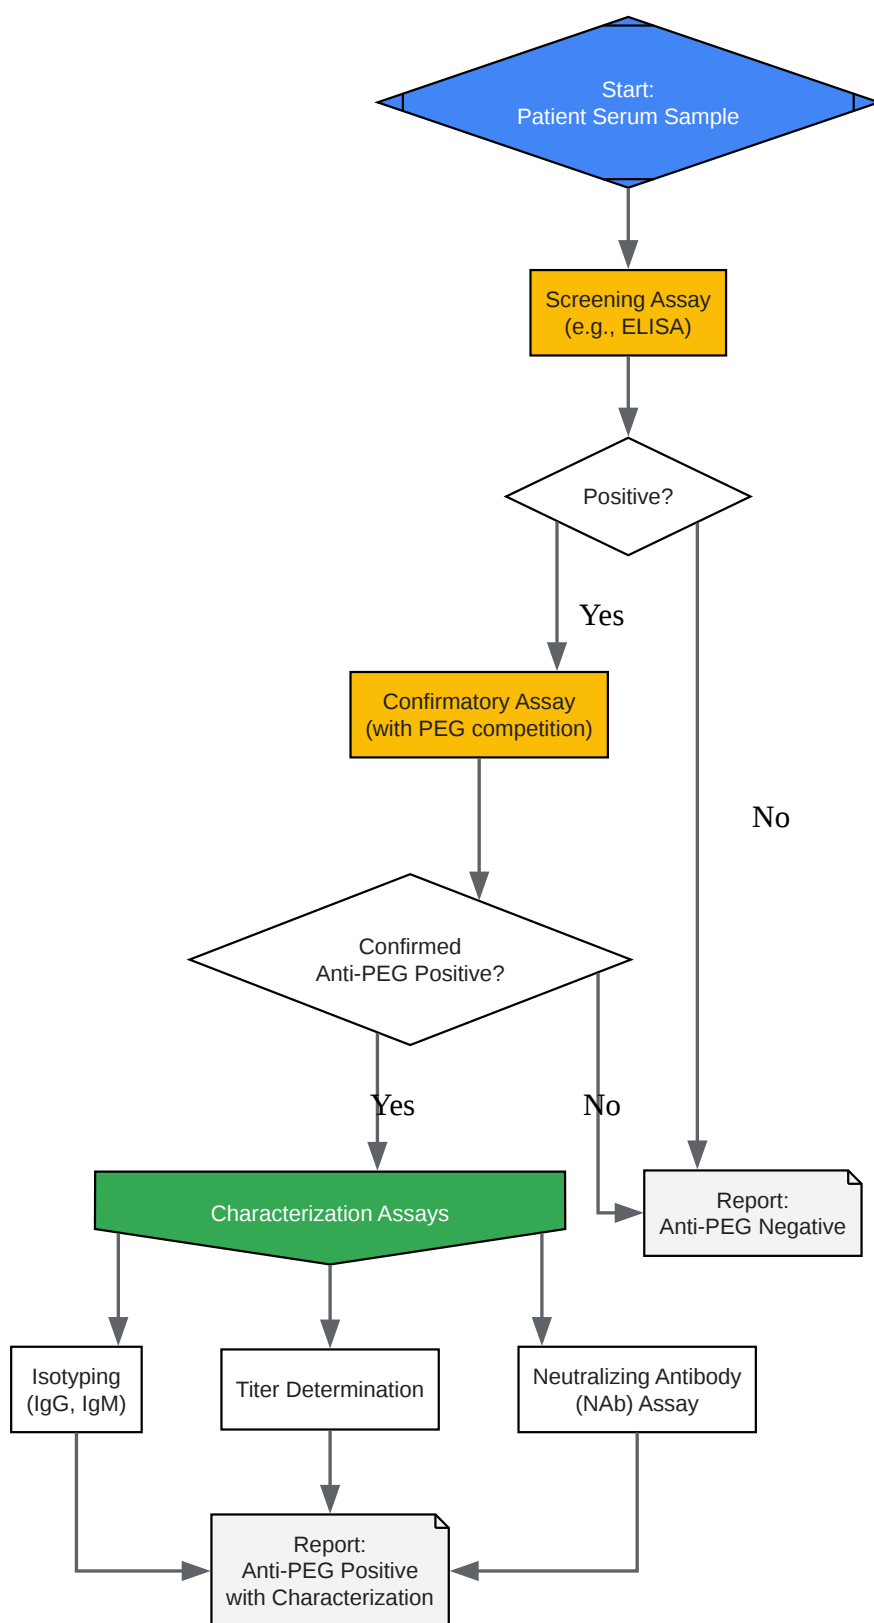 Start:
Patient Serum Sample
Screening Assay
(e.g., ELISA)
Positive?
Yes
Confirmatory Assay
(with PEG competition)
No
Confirmed
Anti-PEG Positive?
Yes
No
Characterization Assays
Report:
Anti-PEG Negative
Isotyping
(IgG, IgM)
Titer Determination
Neutralizing Antibody
(NAb) Assay
Report:
Anti-PEG Positive
with Characterization